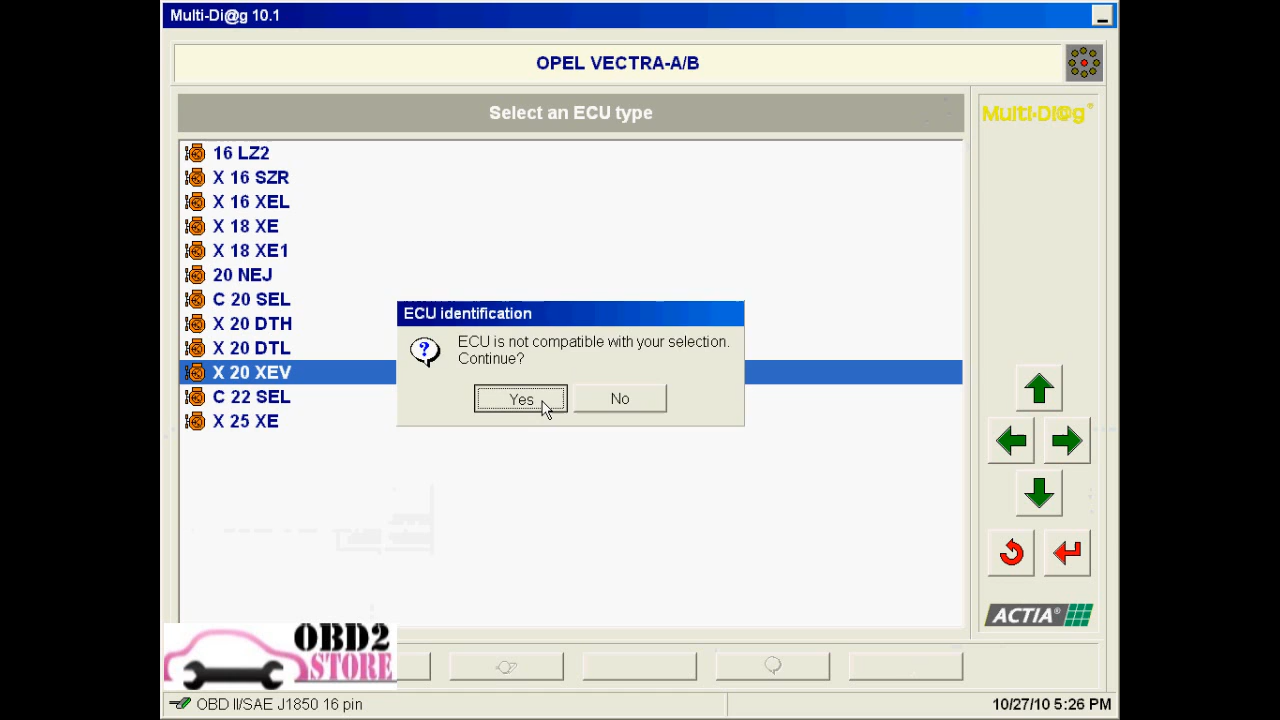 Multi-Di@g 10.1
OPEL VECTRA-A/B
Select an ECU type
Multi-Di@g®
16 LZ2
X 16 SZR
X 16 XEL
X 18 XE
X 18 XE1
20 NEJ
C 20 SEL
X 20 DTH
X 20 DTL
X 20 XEV
C 22 SEL
X 25 XE
ECU identification
?
ECU is not compatible with your selection.
Continue?
Yes
No
ACTIA®
OBD2
STORE
OBD II/SAE J1850 16 pin
10/27/10 5:26 PM